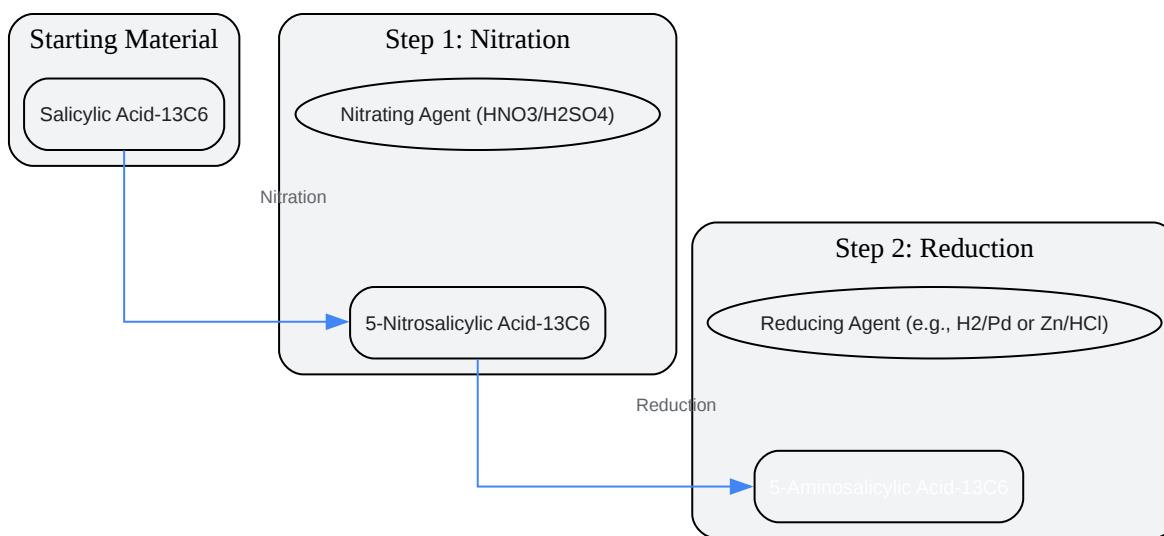 Starting Material
Salicylic Acid-13C6
Step 1: Nitration
Nitrating Agent (HNO3/H2SO4)
Nitration
5-Nitrosalicylic Acid-13C6
Step 2: Reduction
Reducing Agent (e.g., H2/Pd or Zn/HCl)
Reduction
5-Aminosalicylic Acid-13C6